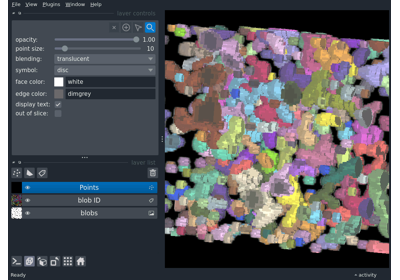 File View Plugins Window Help
layer controls
opacity: 1.00
point size: 10
blending: translucent
symbol: disc
face color: white
edge color: dimgrey
display text:
out of slice:
layer list
Points
blob ID
blobs
Ready
activity